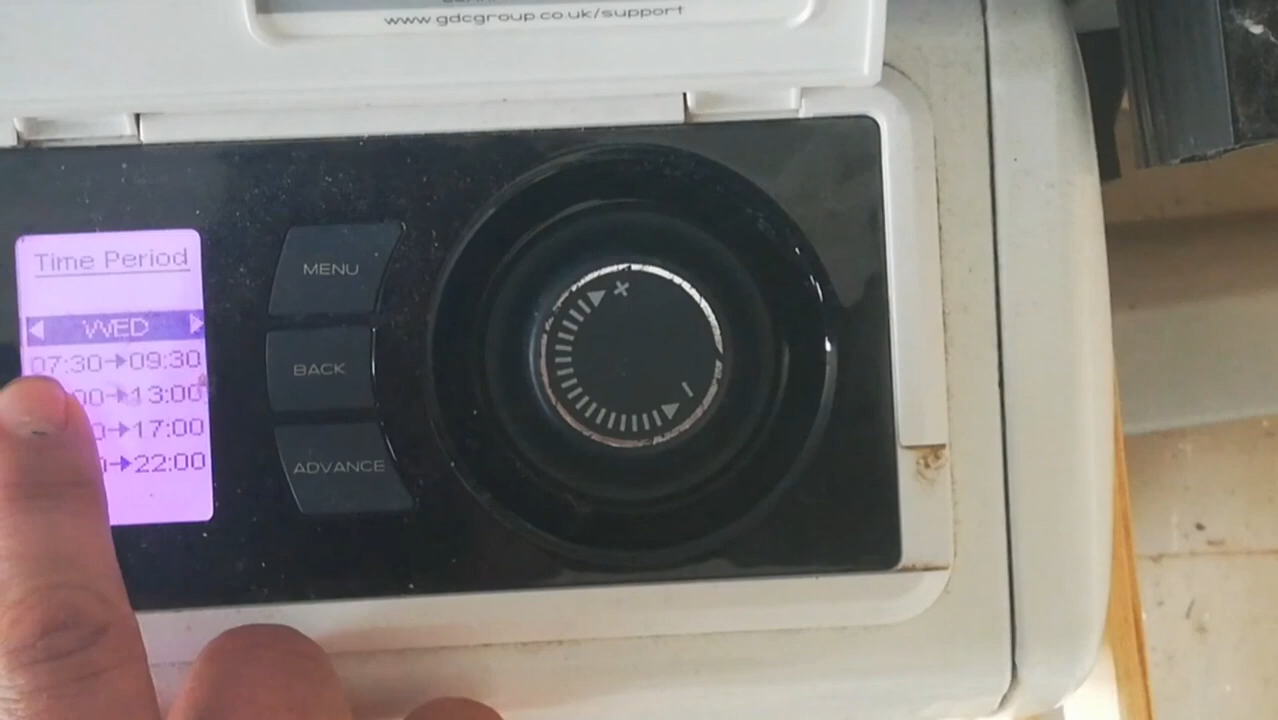 www.gdcgroup.co.uk/support
Time Period
WED
07:30→09:30
00→13:00
0→17:00
→22:00
MENU
BACK
ADVANCE
+
−